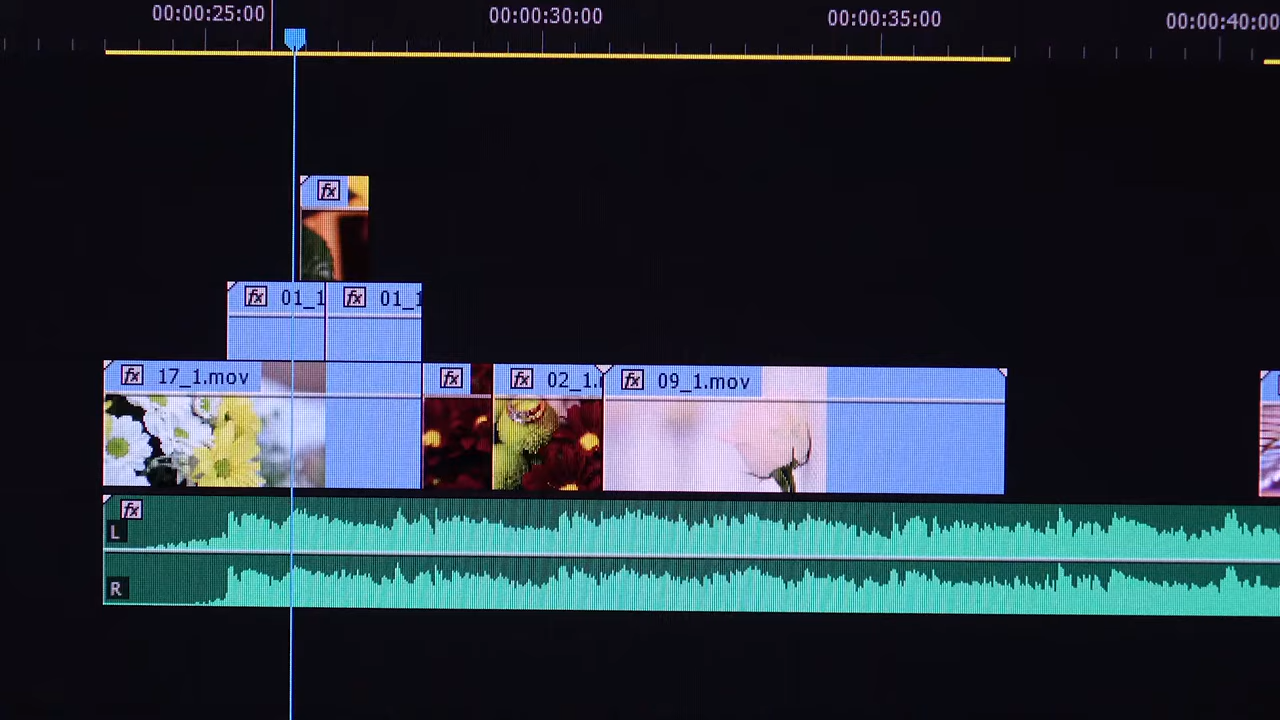 00:00:25:00 00:00:30:00 00:00:35:00 00:00:40:00
fx
fx 01_1 fx 01_1
fx 17_1.mov fx fx 02_1.r fx 09_1.mov
fx
L
R